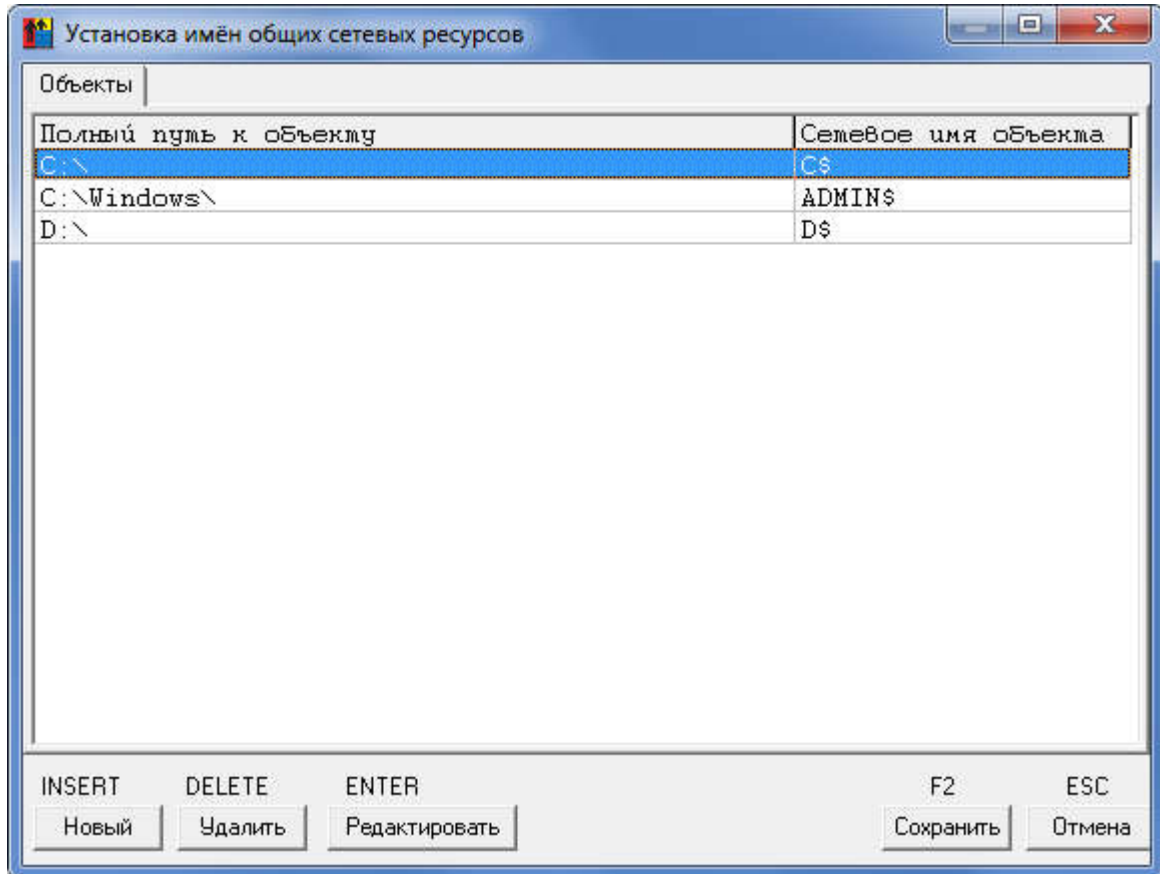 Установка имён общих сетевых ресурсов
Объекты
Полный путь к объекту Сетевое имя объекта
C:\ C$
C:\Windows\ ADMIN$
D:\ D$
INSERT DELETE ENTER F2 ESC
Новый Удалить Редактировать Сохранить Отмена